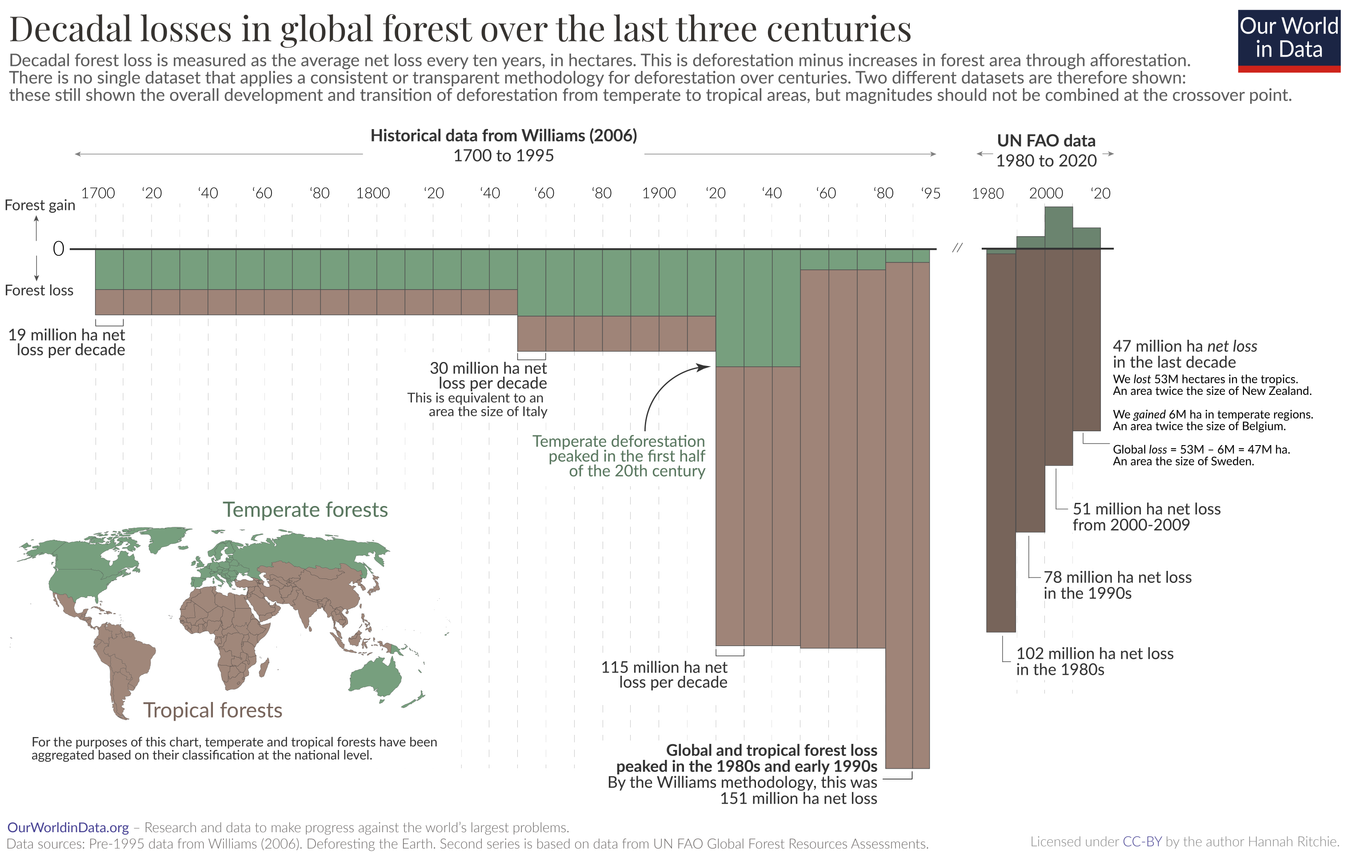 Decadal losses in global forest over the last three centuries
Our World
in Data
Decadal forest loss is measured as the average net loss every ten years, in hectares. This is deforestation minus increases in forest area through afforestation.
There is no single dataset that applies a consistent or transparent methodology for deforestation over centuries. Two different datasets are therefore shown:
these still shown the overall development and transition of deforestation from temperate to tropical areas, but magnitudes should not be combined at the crossover point.
Historical data from Williams (2006)
1700 to 1995
UN FAO data
1980 to 2020
1700 '20 '40 '60 '80 1800 '20 '40 '60 '80 1900 '20 '40 '60 '80 '95 1980 2000 '20
Forest gain
0
//
Forest loss
19 million ha net
loss per decade
30 million ha net
loss per decade
This is equivalent to an
area the size of Italy
Temperate deforestation
peaked in the first half
of the 20th century
47 million ha net loss
in the last decade
We lost 53M hectares in the tropics.
An area twice the size of New Zealand.
We gained 6M ha in temperate regions.
An area twice the size of Belgium.
Global loss = 53M – 6M = 47M ha.
An area the size of Sweden.
51 million ha net loss
from 2000-2009
78 million ha net loss
in the 1990s
102 million ha net loss
in the 1980s
115 million ha net
loss per decade
Global and tropical forest loss
peaked in the 1980s and early 1990s
By the Williams methodology, this was
151 million ha net loss
Temperate forests
Tropical forests
For the purposes of this chart, temperate and tropical forests have been
aggregated based on their classification at the national level.
OurWorldinData.org – Research and data to make progress against the world's largest problems.
Data sources: Pre-1995 data from Williams (2006). Deforesting the Earth. Second series is based on data from UN FAO Global Forest Resources Assessments.
Licensed under CC-BY by the author Hannah Ritchie.